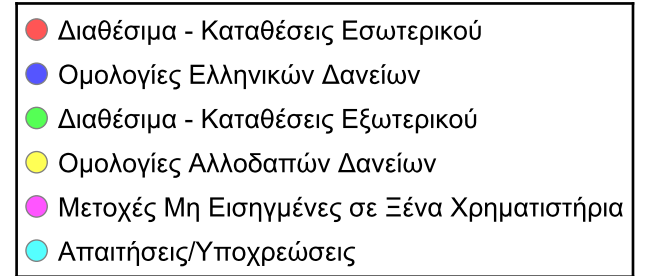 Διαθέσιμα - Καταθέσεις Εσωτερικού
Ομολογίες Ελληνικών Δανείων
Διαθέσιμα - Καταθέσεις Εξωτερικού
Ομολογίες Αλλοδαπών Δανείων
Μετοχές Μη Εισηγμένες σε Ξένα Χρηματιστήρια
Απαιτήσεις/Υποχρεώσεις